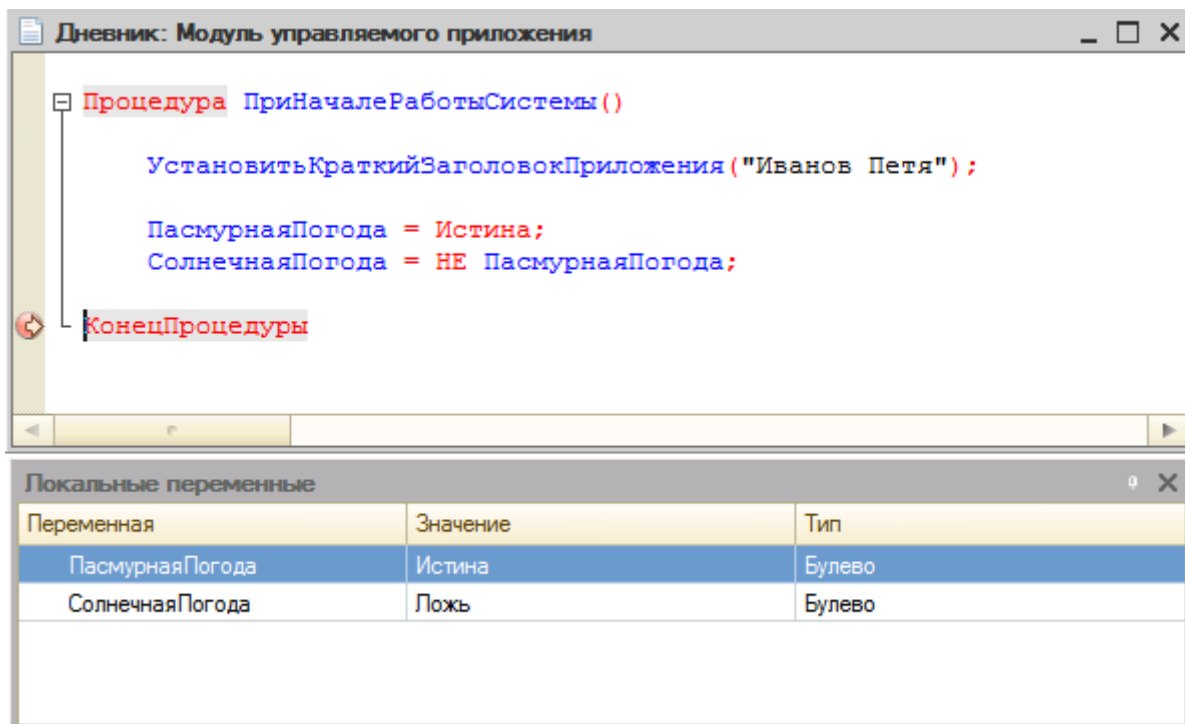 Дневник: Модуль управляемого приложения
Процедура ПриНачалеРаботыСистемы()
УстановитьКраткийЗаголовокПриложения("Иванов Петя");
ПасмурнаяПогода = Истина;
СолнечнаяПогода = НЕ ПасмурнаяПогода;
КонецПроцедуры
Локальные переменные
Переменная Значение Тип
ПасмурнаяПогода Истина Булево
СолнечнаяПогода Ложь Булево